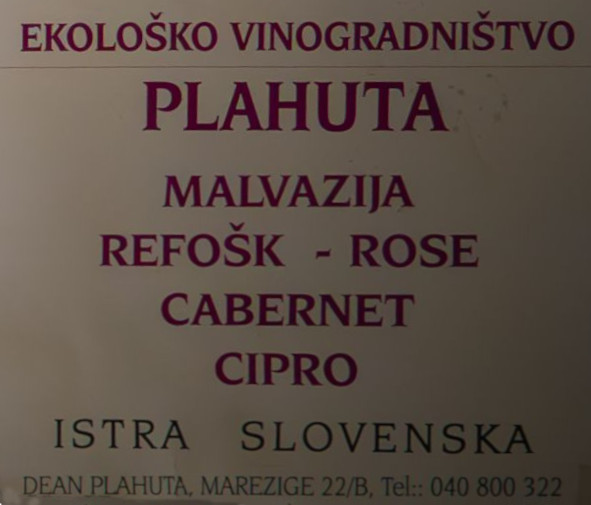 EKOLOŠKO VINOGRADNIŠTVO
PLAHUTA
MALVAZIJA
REFOŠK - ROSE
CABERNET
CIPRO
ISTRA SLOVENSKA
DEAN PLAHUTA, MAREZIGE 22/B, Tel:: 040 800 322